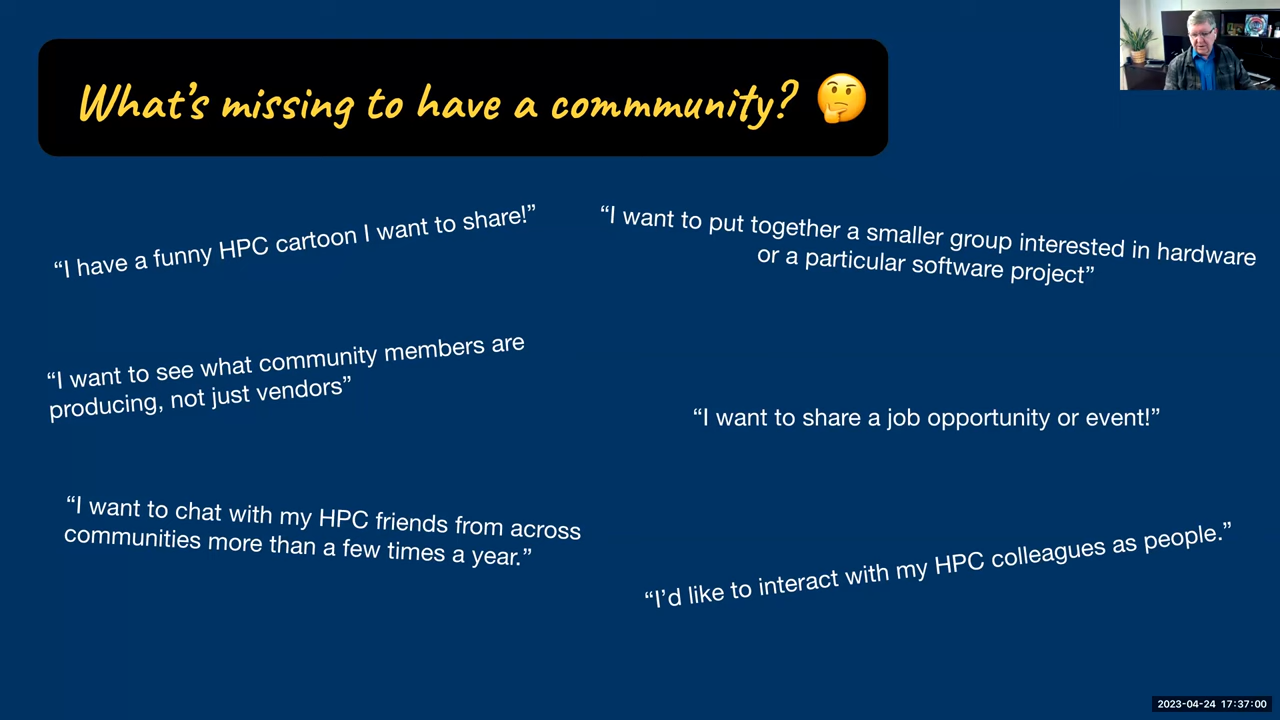 What's missing to have a commmunity? 🤔
“I have a funny HPC cartoon I want to share!”
“I want to put together a smaller group interested in hardware
or a particular software project”
“I want to see what community members are
producing, not just vendors”
“I want to share a job opportunity or event!”
“I want to chat with my HPC friends from across
communities more than a few times a year.”
“I’d like to interact with my HPC colleagues as people.”
2023-04-24 17:37:00